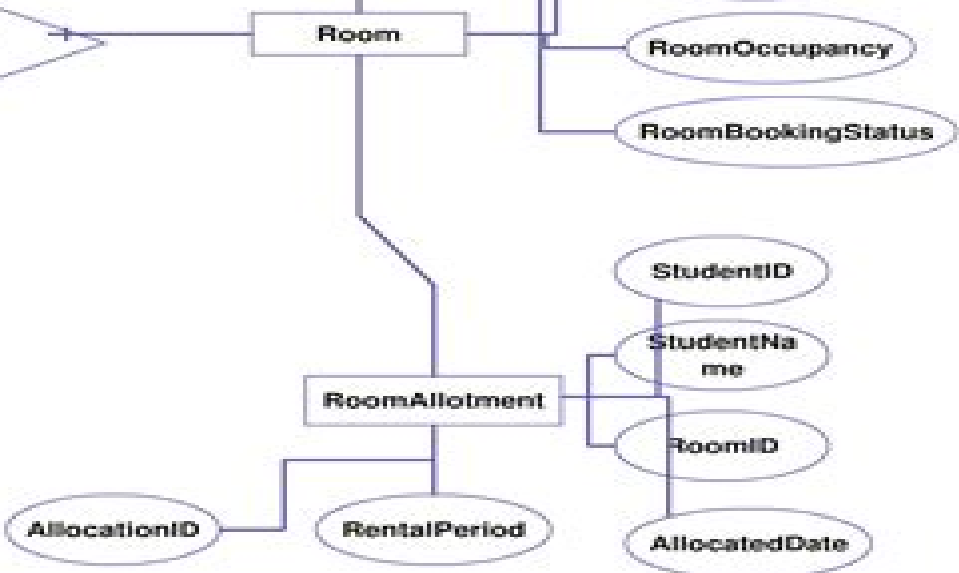 Room
RoomOccupancy
RoomBookingStatus
StudentID
StudentNa
me
RoomAllotment
RoomID
AllocationID
RentalPeriod
AllocatedDate